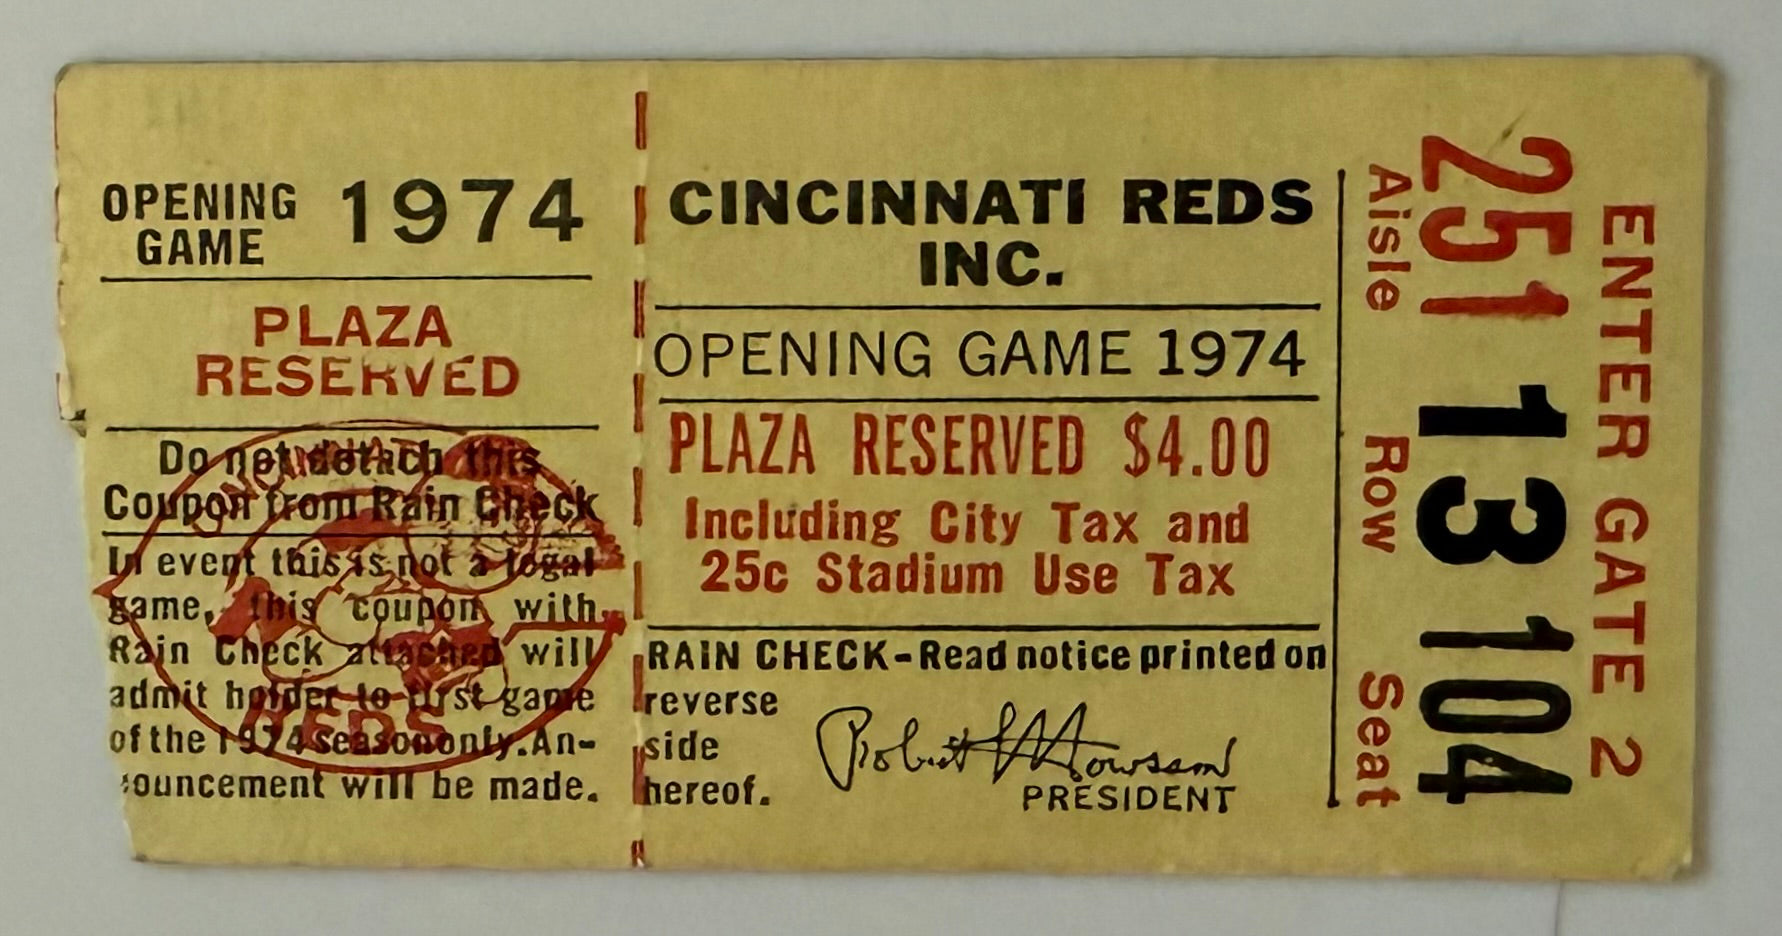 OPENING
GAME
1974
PLAZA
RESERVED
Do not detach this
Coupon from Rain Check
In event this is not a legal
game, this coupon with
Rain Check attached will
admit holder to first game
of the 1974 season only. An-
ouncement will be made.
REDS
CINCINNATI REDS
INC.
OPENING GAME 1974
PLAZA RESERVED $4.00
Including City Tax and
25c Stadium Use Tax
RAIN CHECK-Read notice printed on
reverse
side
hereof.
Robert L Howsam
PRESIDENT
251 13 104
Aisle Row Seat
ENTER GATE 2